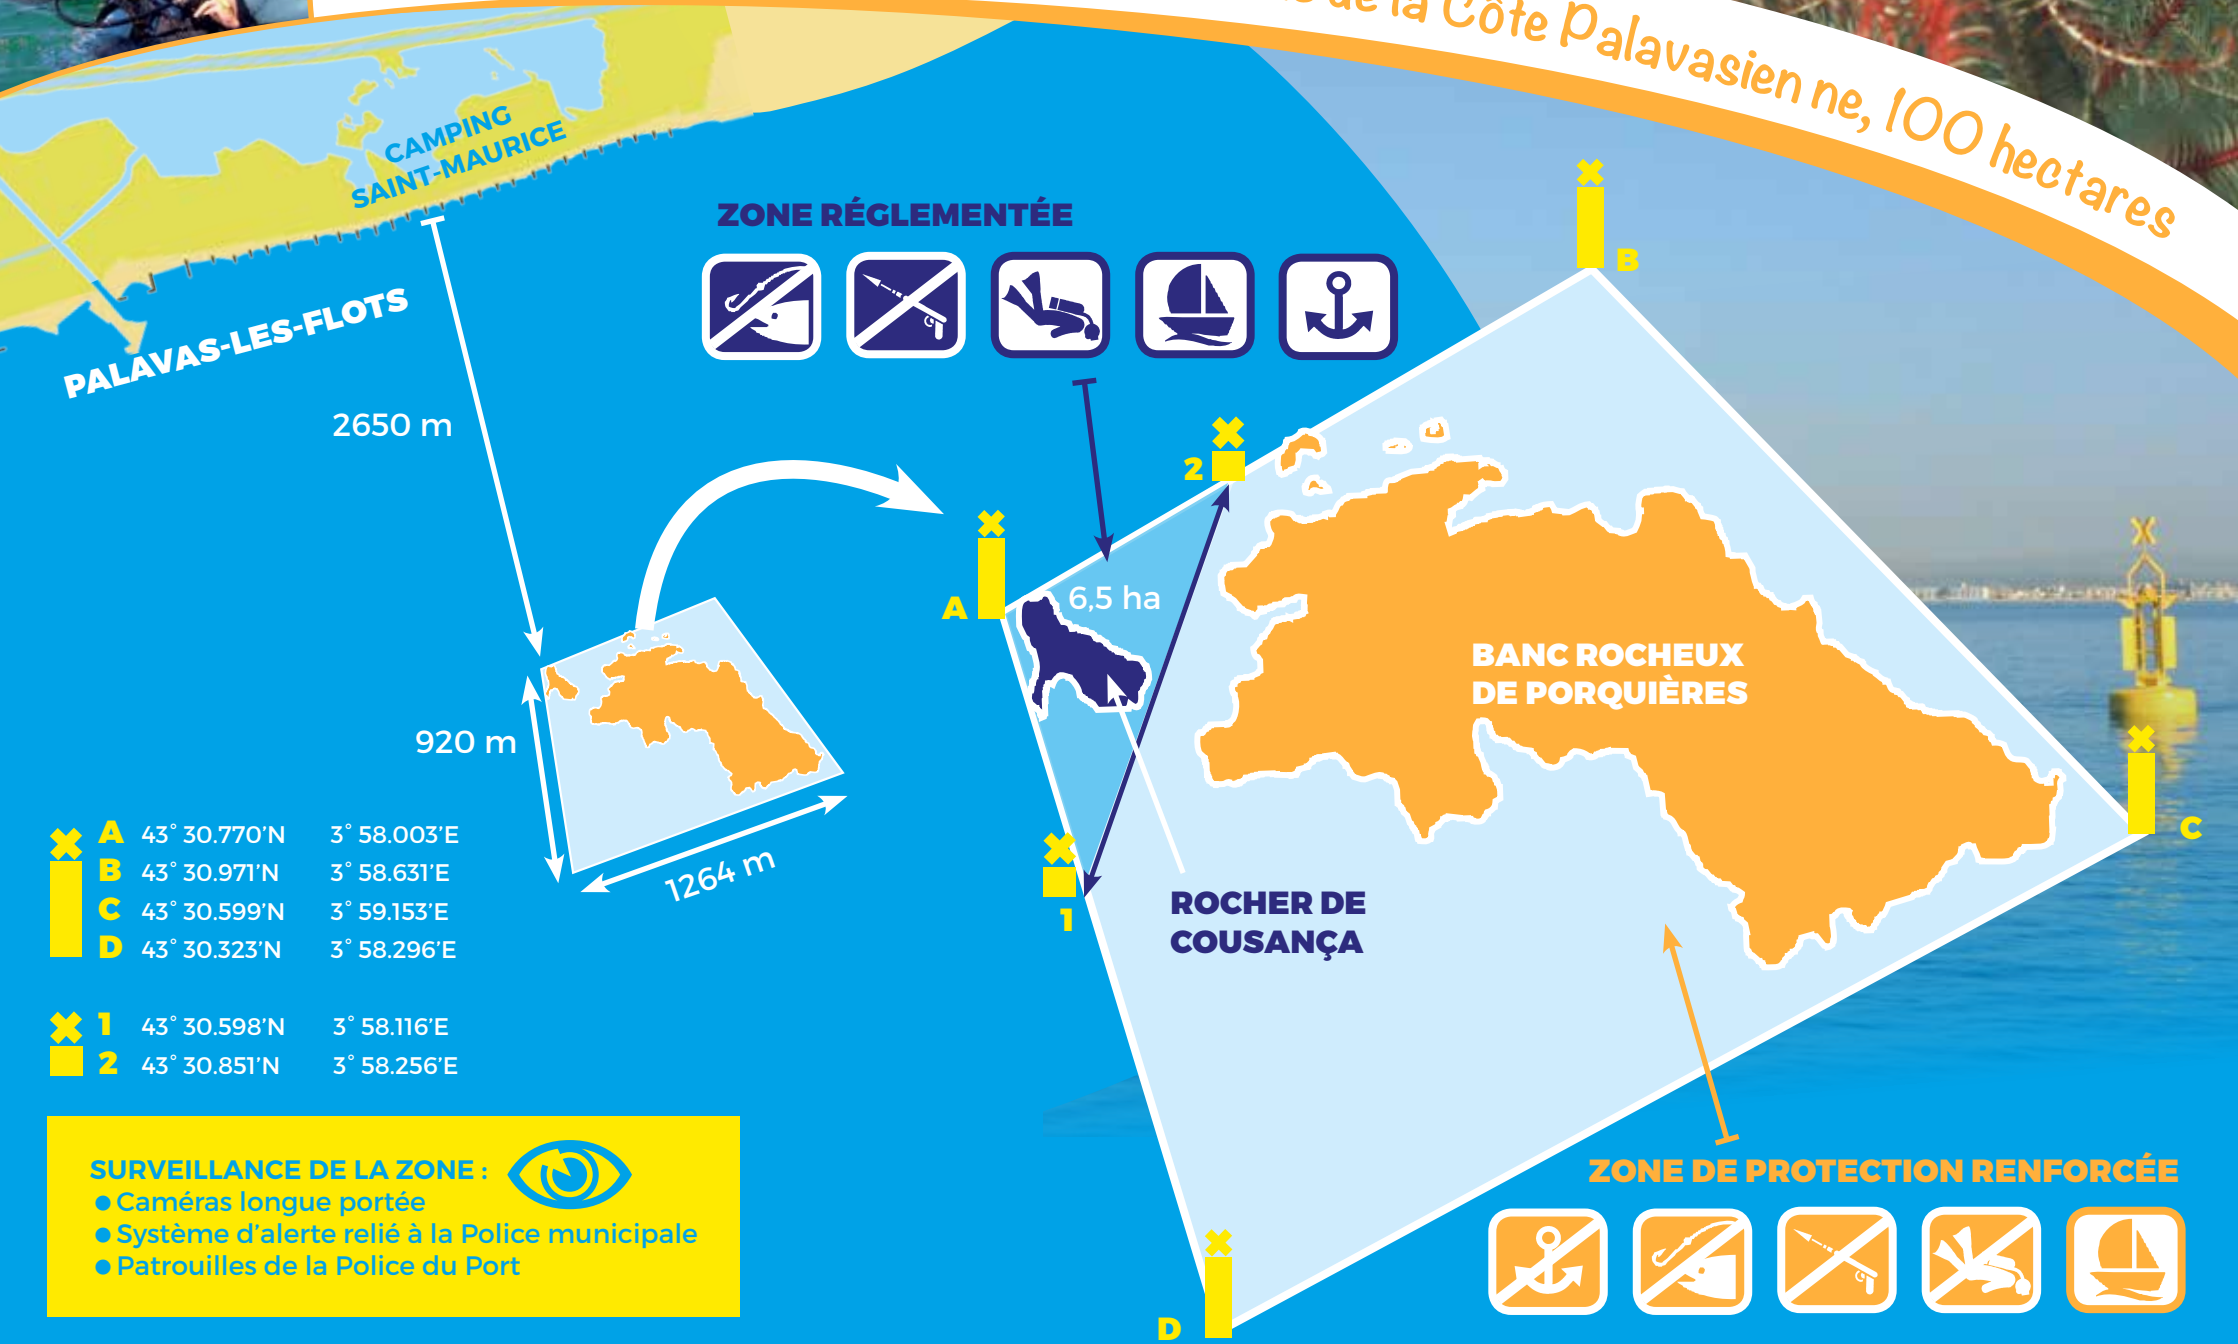 de la Côte Palavasien ne, 100 hectares
CAMPING
SAINT-MAURICE
PALAVAS-LES-FLOTS
2650 m
ZONE RÉGLEMENTÉE
B
2
A
6,5 ha
BANC ROCHEUX
DE PORQUIÈRES
920 m
1264 m
C
1
ROCHER DE
COUSANÇA
A 43° 30.770'N 3° 58.003'E
B 43° 30.971'N 3° 58.631'E
C 43° 30.599'N 3° 59.153'E
D 43° 30.323'N 3° 58.296'E
1 43° 30.598'N 3° 58.116'E
2 43° 30.851'N 3° 58.256'E
SURVEILLANCE DE LA ZONE :
● Caméras longue portée
● Système d'alerte relié à la Police municipale
● Patrouilles de la Police du Port
ZONE DE PROTECTION RENFORCÉE
D